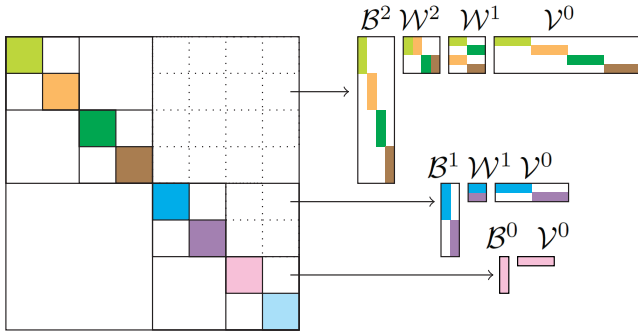 𝓑² 𝓦² 𝓦¹ 𝓥⁰
𝓑¹ 𝓦¹ 𝓥⁰
𝓑⁰ 𝓥⁰